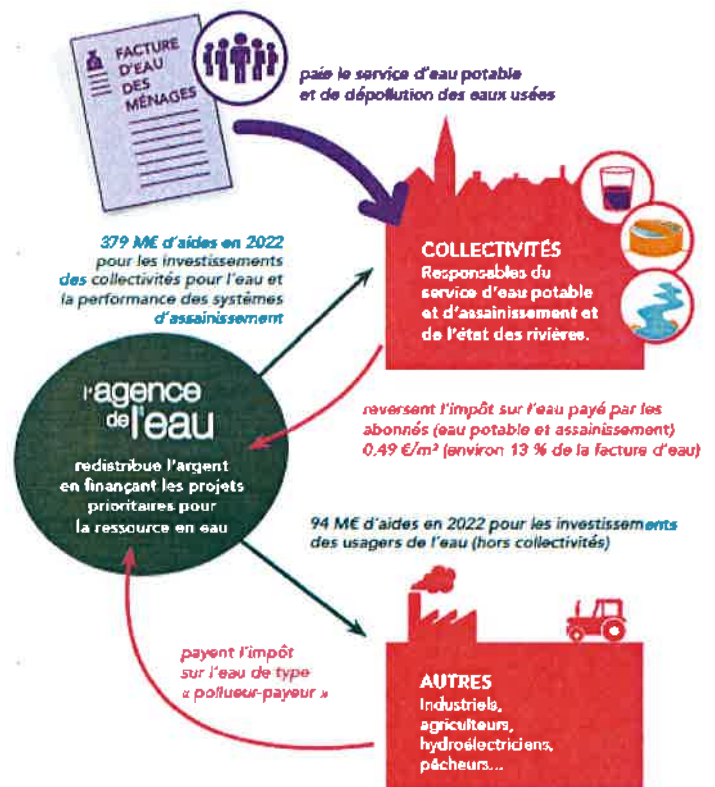 FACTURE
D'EAU
DES
MÉNAGES
paie le service d'eau potable
et de dépollution des eaux usées
379 M€ d'aides en 2022
pour les investissements
des collectivités pour l'eau et
la performance des systèmes
d'assainissement
COLLECTIVITÉS
Responsables du
service d'eau potable
et d'assainissement et
de l'état des rivières.
l'agence
de l'eau
redistribue l'argent
en finançant les projets
prioritaires pour
la ressource en eau
reversent l'impôt sur l'eau payé par les
abonnés (eau potable et assainissement)
0.49 €/m³ (environ 13 % de la facture d'eau)
94 M€ d'aides en 2022 pour les investissements
des usagers de l'eau (hors collectivités)
payent l'impôt
sur l'eau de type
« pollueur-payeur »
AUTRES
Industriels,
agriculteurs,
hydroélectriciens,
pêcheurs...